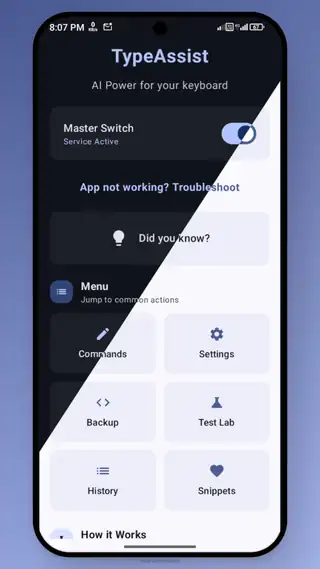 8:07 PM
67
TypeAssist
AI Power for your keyboard
Master Switch
Service Active
App not working? Troubleshoot
Did you know?
Menu
Jump to common actions
Commands
Settings
Backup
Test Lab
History
Snippets
How it Works